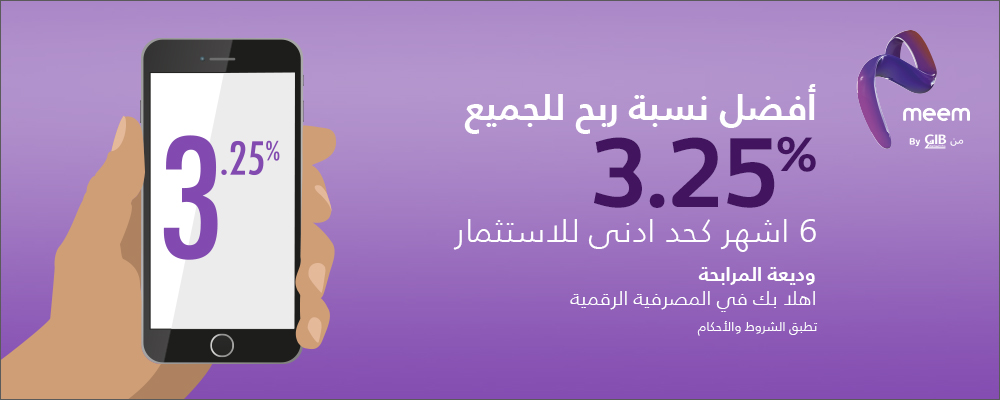 أفضل نسبة ربح للجميع
3.25%
6 اشهر كحد ادنى للاستثمار
وديعة المرابحة
اهلا بك في المصرفية الرقمية
تطبق الشروط والأحكام
meem
By GIB من
3.25%